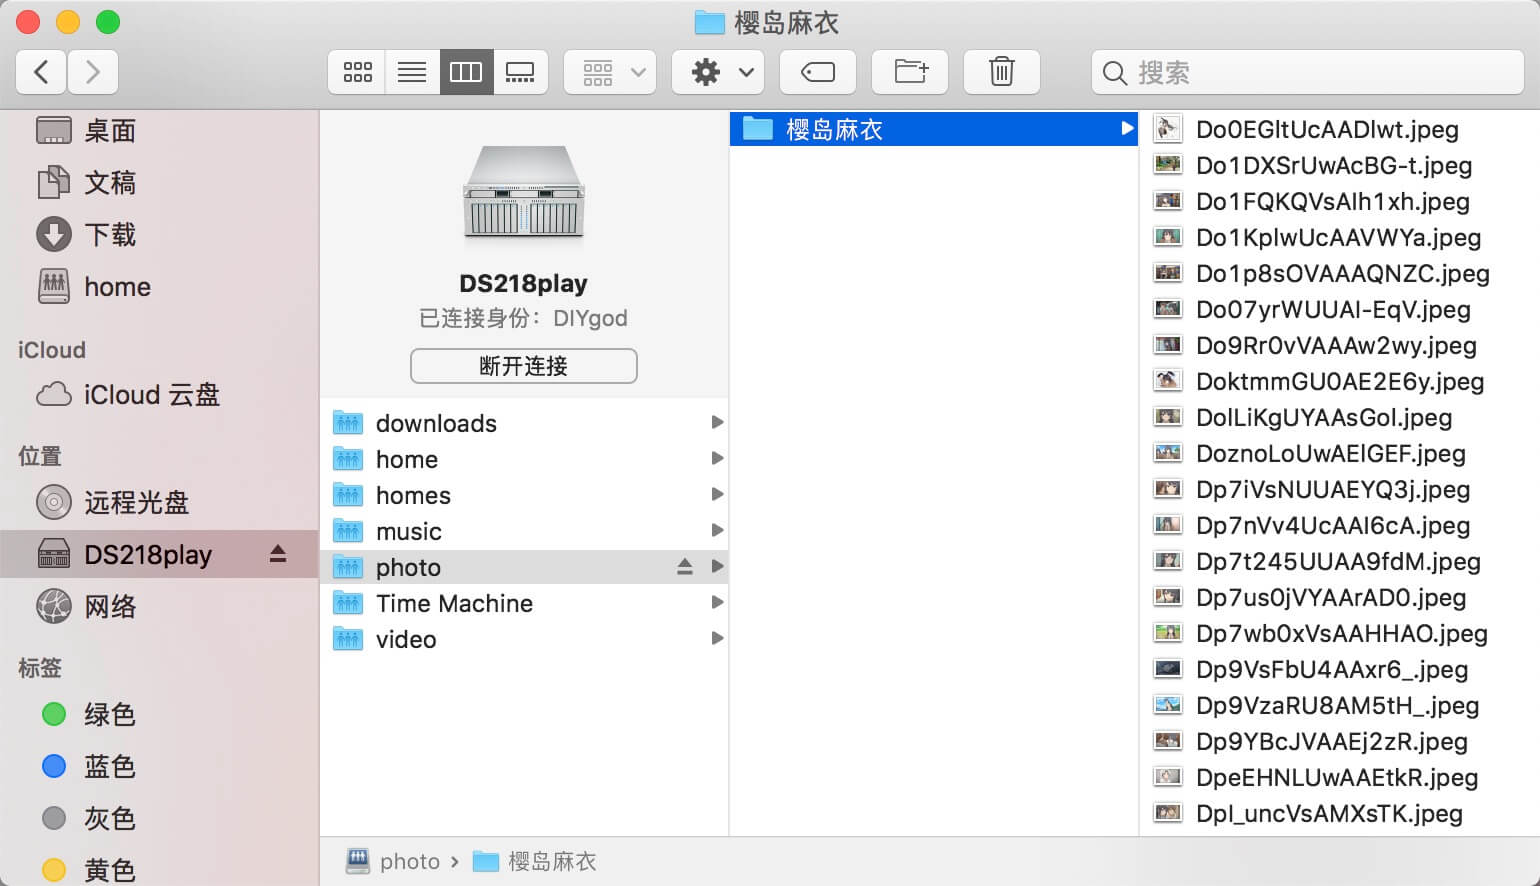 樱岛麻衣
搜索
桌面
文稿
下载
home
iCloud
iCloud 云盘
位置
远程光盘
DS218play
网络
标签
绿色
蓝色
灰色
黄色
DS218play
已连接身份：DIYgod
断开连接
downloads
home
homes
music
photo
Time Machine
video
樱岛麻衣
Do0EGltUcAADlwt.jpeg
Do1DXSrUwAcBG-t.jpeg
Do1FQKQVsAIh1xh.jpeg
Do1KplwUcAAVWYa.jpeg
Do1p8sOVAAAQNZC.jpeg
Do07yrWUUAI-EqV.jpeg
Do9Rr0vVAAAw2wy.jpeg
DoktmmGU0AE2E6y.jpeg
DolLiKgUYAAsGol.jpeg
DoznoLoUwAElGEF.jpeg
Dp7iVsNUUAEYQ3j.jpeg
Dp7nVv4UcAAI6cA.jpeg
Dp7t245UUAA9fdM.jpeg
Dp7us0jVYAArAD0.jpeg
Dp7wb0xVsAAHHAO.jpeg
Dp9VsFbU4AAxr6_.jpeg
Dp9VzaRU8AM5tH_.jpeg
Dp9YBcJVAAEj2zR.jpeg
DpeEHNLUwAAEtkR.jpeg
DpI_uncVsAMXsTK.jpeg
photo › 樱岛麻衣